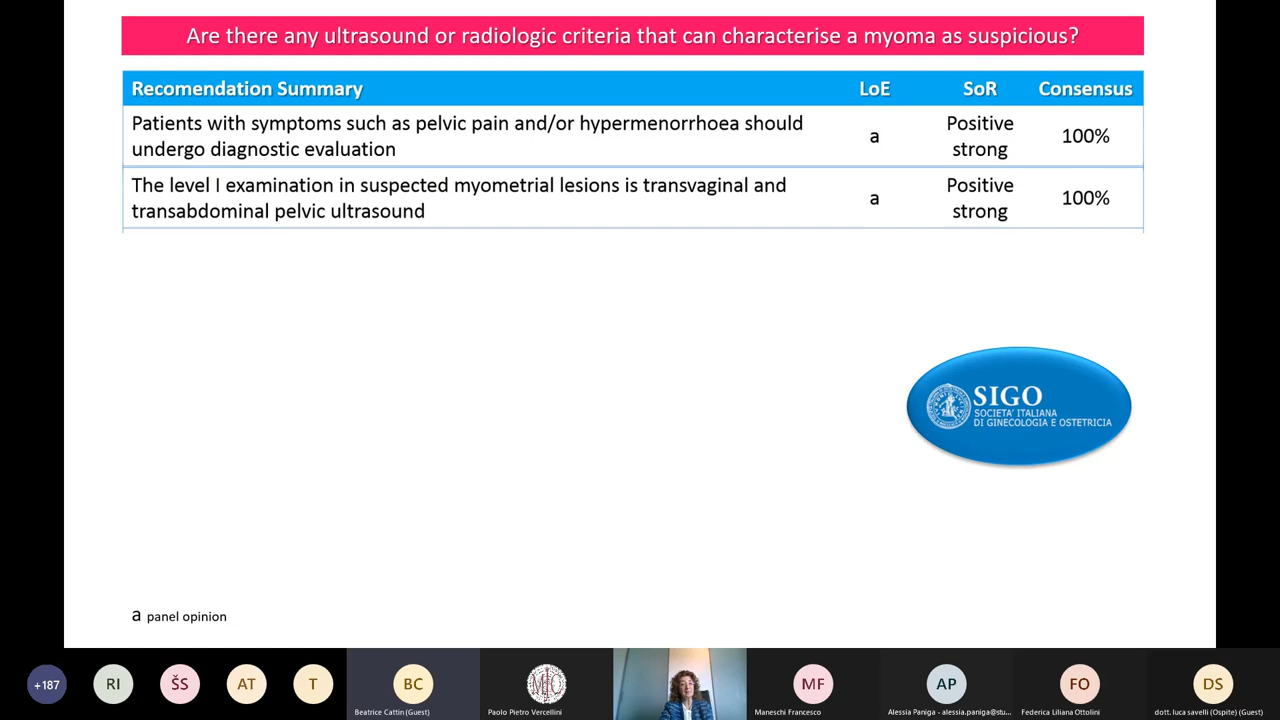 Are there any ultrasound or radiologic criteria that can characterise a myoma as suspicious?
Recomendation Summary LoE SoR Consensus
Patients with symptoms such as pelvic pain and/or hypermenorrhoea should
undergo diagnostic evaluation
a
Positive
strong
100%
The level I examination in suspected myometrial lesions is transvaginal and
transabdominal pelvic ultrasound
a
Positive
strong
100%
SIGO
SOCIETA' ITALIANA
DI GINECOLOGIA E OSTETRICIA
a panel opinion
+187
RI
ŠS
AT
T
BC
Beatrice Cattin (Guest)
Paolo Pietro Vercellini
MF
Maneschi Francesco
AP
Alessia Paniga - alessia.paniga@stu...
FO
Federica Liliana Ottolini
DS
dott. luca savelli (Ospite) (Guest)